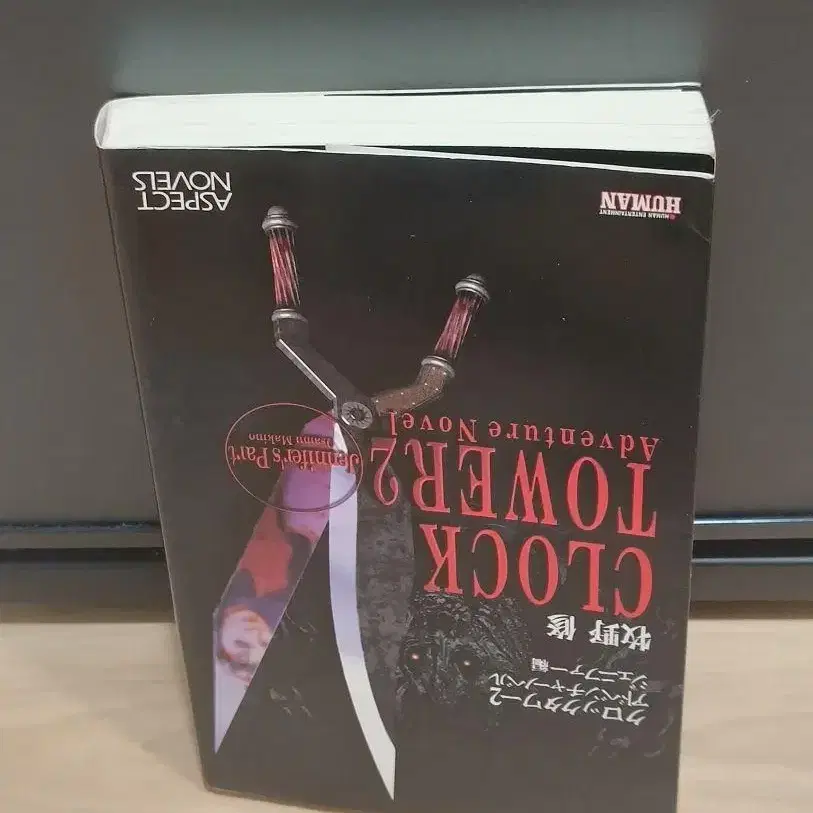 クロックタワー2
アドベンチャーノベル
ジェニファー編
牧野 修
CLOCK
TOWER2
Adventure Novel
Jennifer's Part
Osamu Makino
HUMAN ENTERTAINMENT
HUMAN
ASPECT
NOVELS